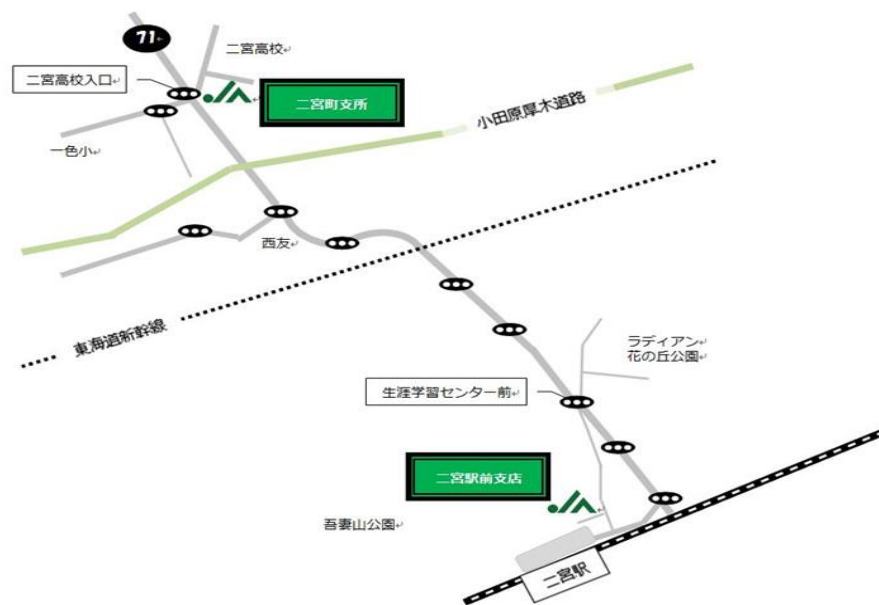 71
二宮高校
二宮高校入口
JA
二宮町支所
小田原厚木道路
一色小
西友
東海道新幹線
ラディアン
花の丘公園
生涯学習センター前
二宮駅前支店
JA
吾妻山公園
二宮駅